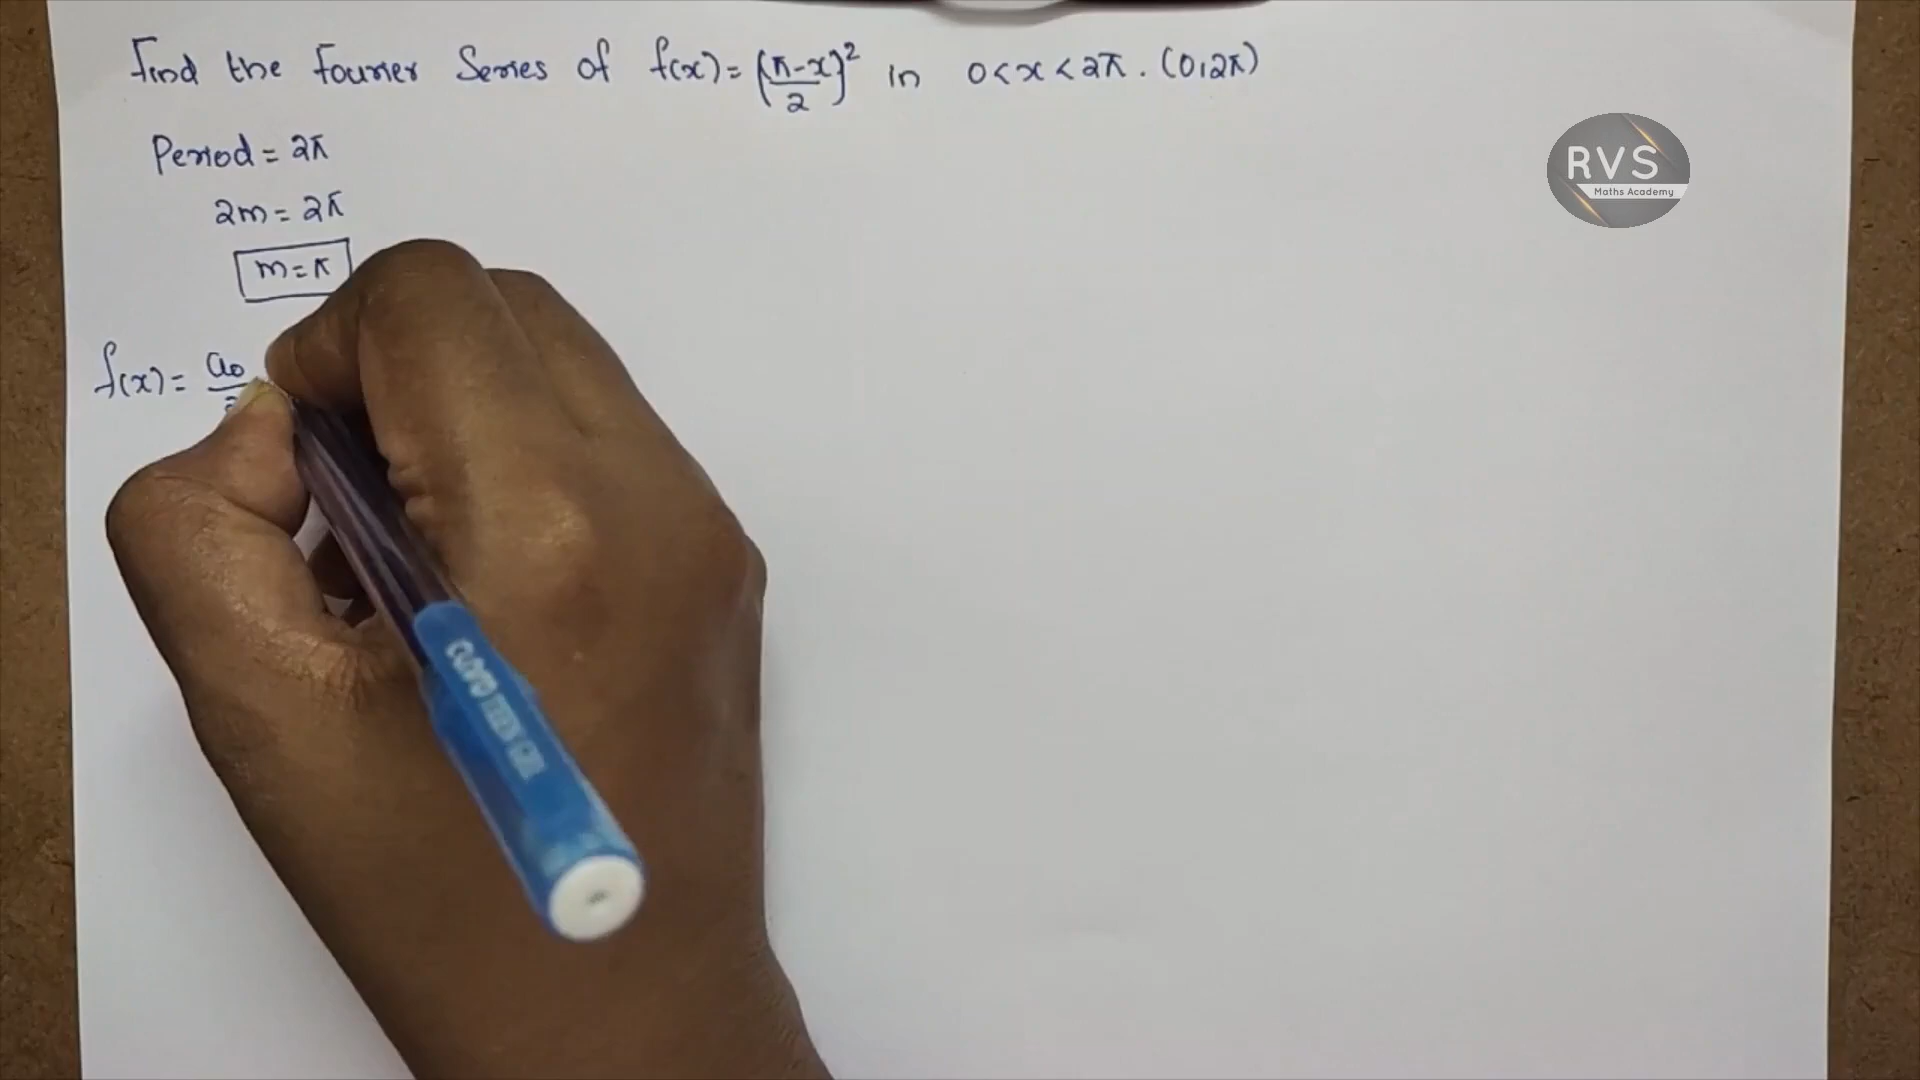 Find the Fourier Series of f(x) = (π-x/2)² in 0<x<2π. (0,2π)
Period = 2π
2m = 2π
m = π
f(x) = a₀/2
RVS
Maths Academy